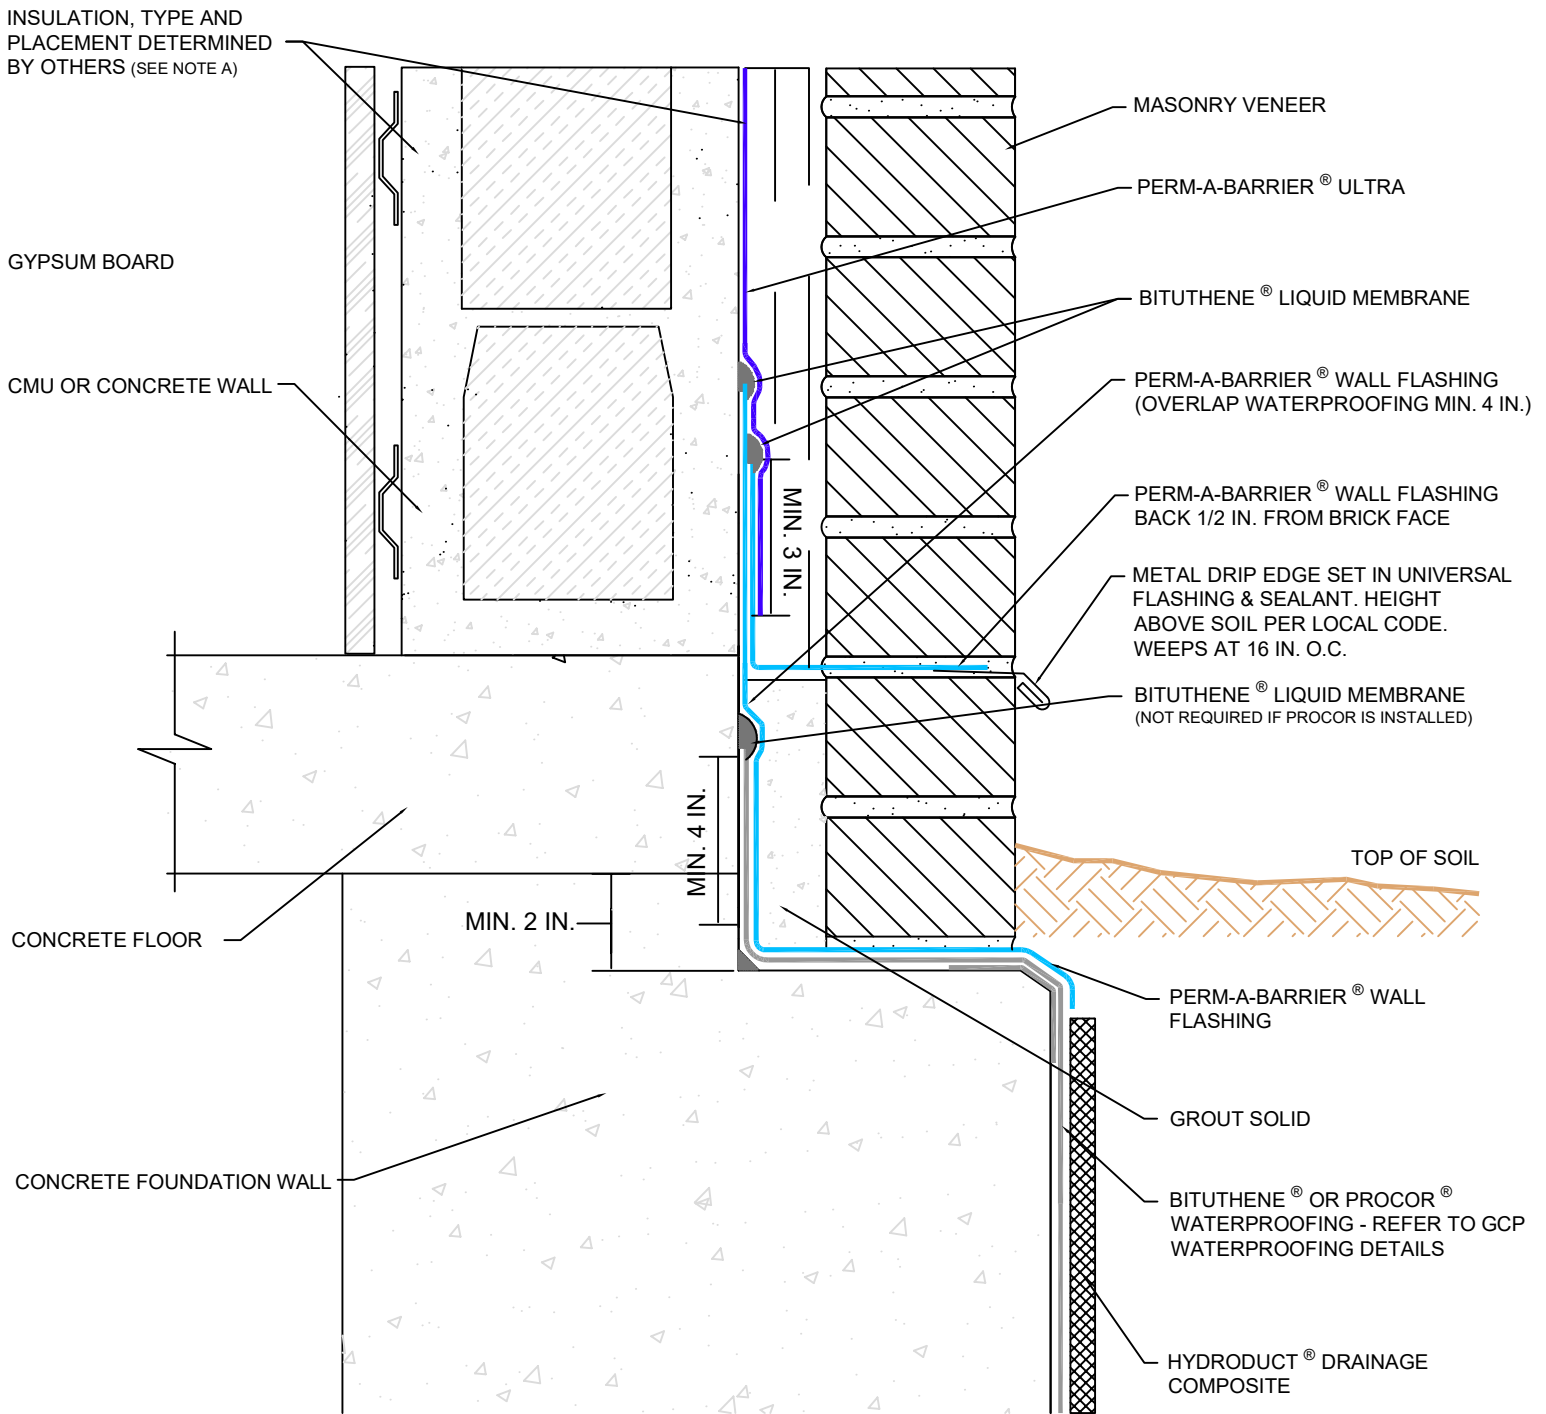 INSULATION, TYPE AND
PLACEMENT DETERMINED
BY OTHERS (SEE NOTE A)
GYPSUM BOARD
CMU OR CONCRETE WALL
CONCRETE FLOOR
CONCRETE FOUNDATION WALL
MIN. 2 IN.
MIN. 4 IN.
MIN. 3 IN.
MASONRY VENEER
PERM-A-BARRIER ® ULTRA
BITUTHENE ® LIQUID MEMBRANE
PERM-A-BARRIER ® WALL FLASHING
(OVERLAP WATERPROOFING MIN. 4 IN.)
PERM-A-BARRIER ® WALL FLASHING
BACK 1/2 IN. FROM BRICK FACE
METAL DRIP EDGE SET IN UNIVERSAL
FLASHING & SEALANT. HEIGHT
ABOVE SOIL PER LOCAL CODE.
WEEPS AT 16 IN. O.C.
BITUTHENE ® LIQUID MEMBRANE
(NOT REQUIRED IF PROCOR IS INSTALLED)
TOP OF SOIL
PERM-A-BARRIER ® WALL
FLASHING
GROUT SOLID
BITUTHENE ® OR PROCOR ®
WATERPROOFING - REFER TO GCP
WATERPROOFING DETAILS
HYDRODUCT ® DRAINAGE
COMPOSITE